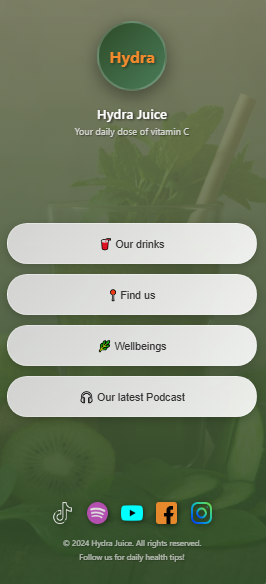 Hydra
Hydra Juice
Your daily dose of vitamin C
Our drinks
Find us
Wellbeings
Our latest Podcast
© 2024 Hydra Juice. All rights reserved.
Follow us for daily health tips!